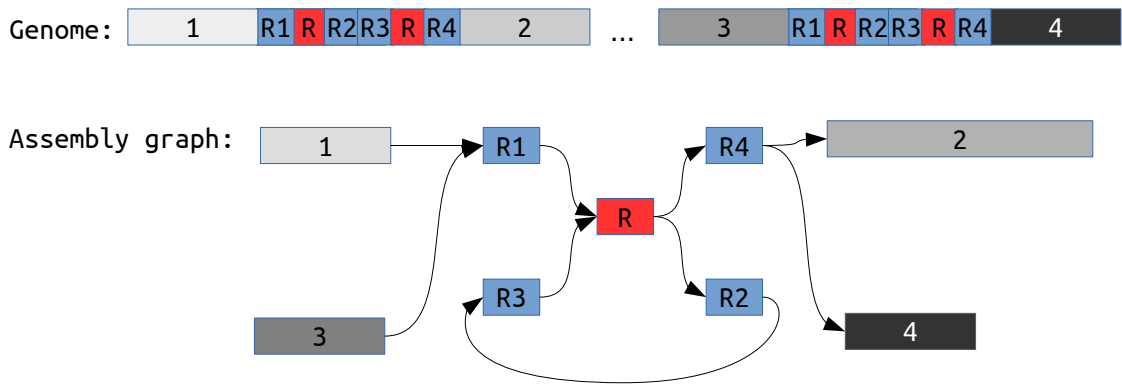 Genome: 1 R1 R R2 R3 R R4 2 ... 3 R1 R R2 R3 R R4 4
Assembly graph: 1 R1 R4 2
R
R3 R2
3 4